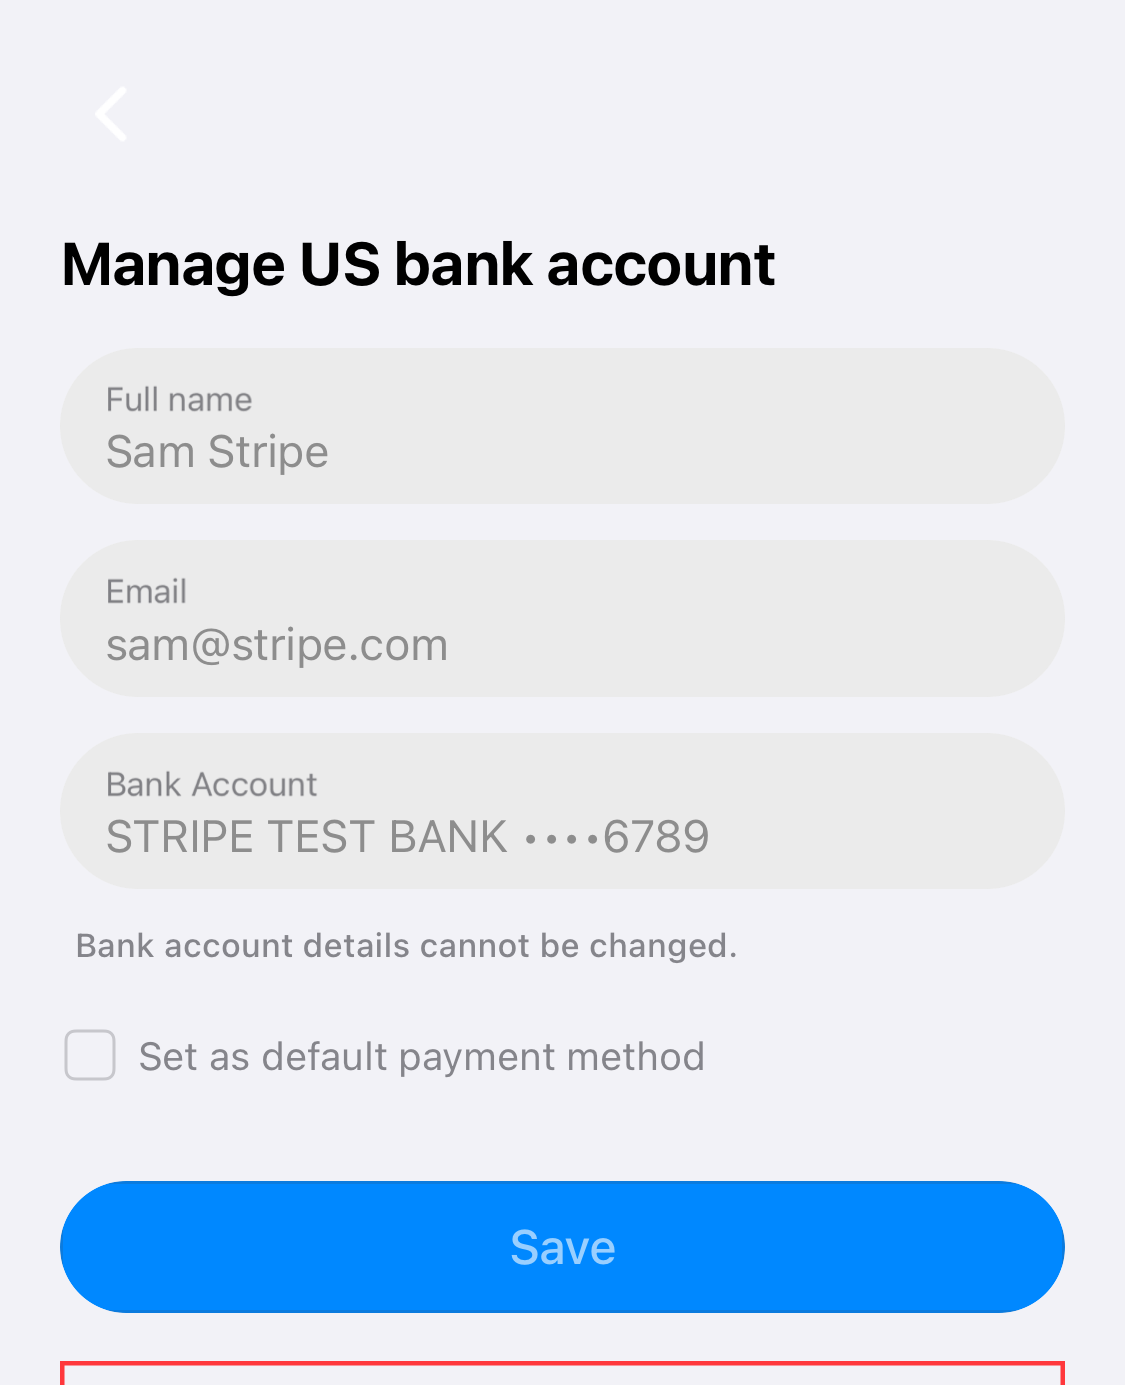 Manage US bank account
Full name
Sam Stripe
Email
sam@stripe.com
Bank Account
STRIPE TEST BANK ••••6789
Bank account details cannot be changed.
Set as default payment method
Save